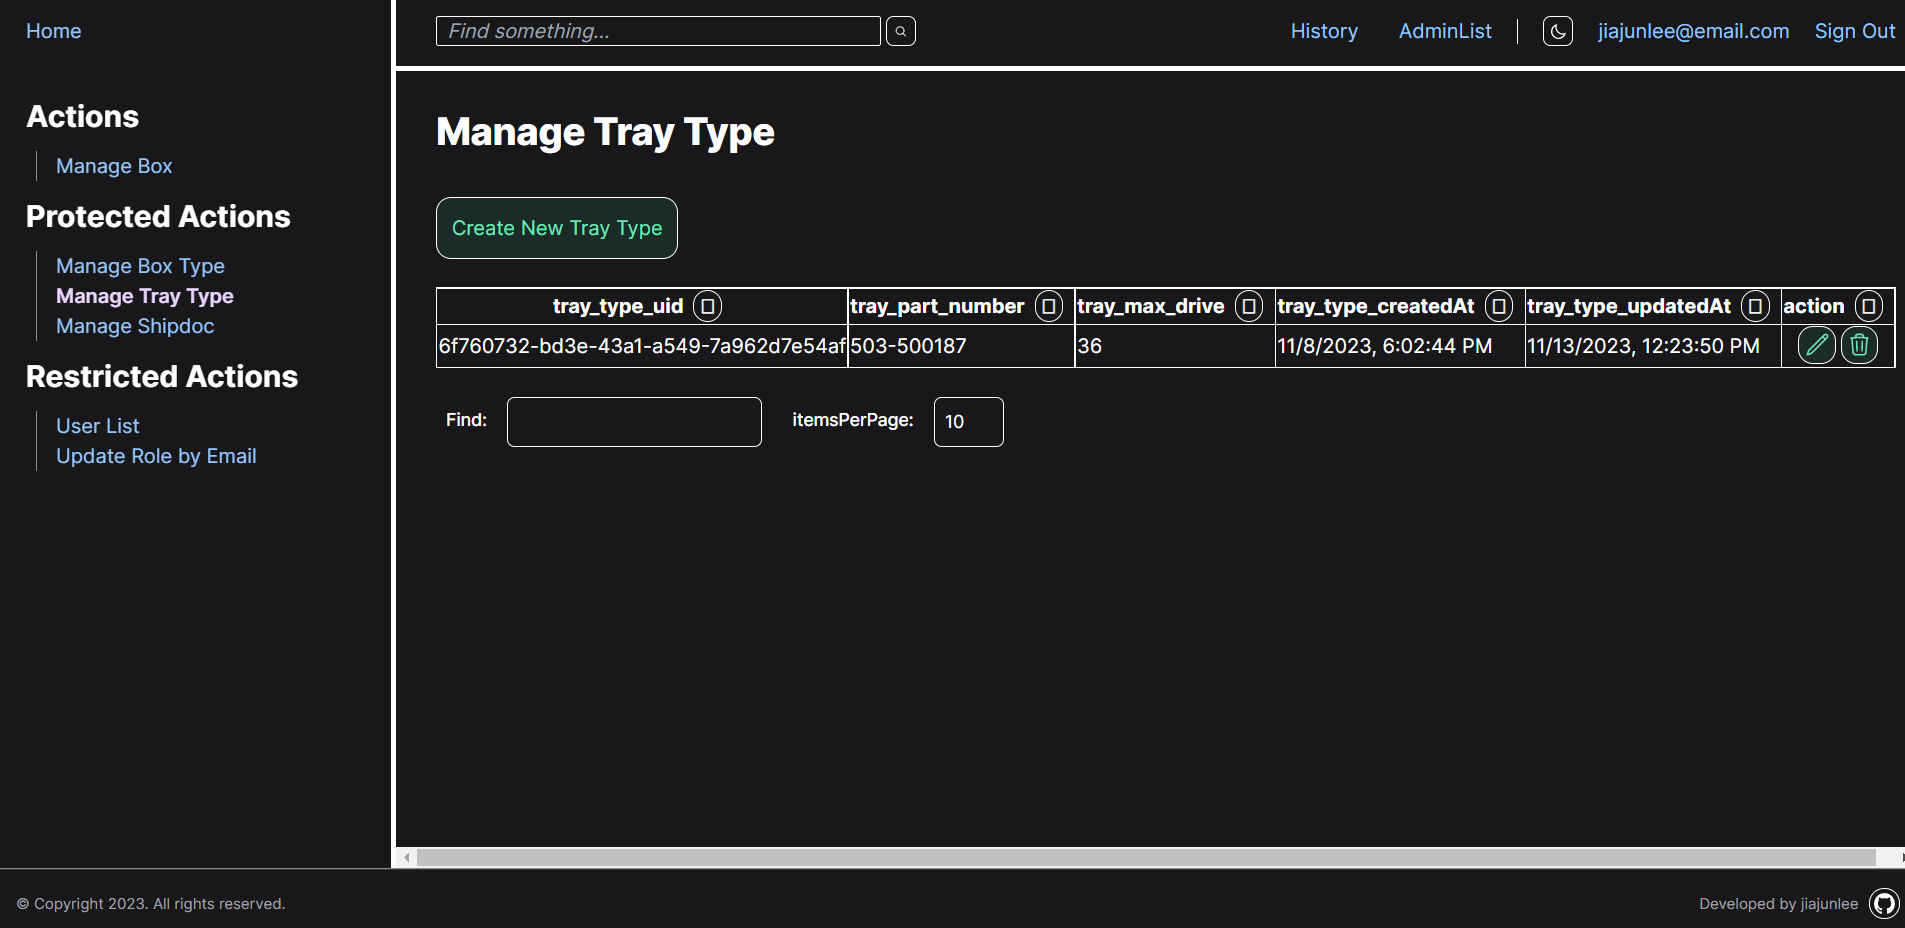 Home
Find something...
History
AdminList
jiajunlee@email.com
Sign Out
Actions
Manage Box
Protected Actions
Manage Box Type
Manage Tray Type
Manage Shipdoc
Restricted Actions
User List
Update Role by Email
Manage Tray Type
Create New Tray Type
tray_type_uid tray_part_number tray_max_drive tray_type_createdAt tray_type_updatedAt action
6f760732-bd3e-43a1-a549-7a962d7e54af 503-500187 36 11/8/2023, 6:02:44 PM 11/13/2023, 12:23:50 PM
Find: itemsPerPage: 10
© Copyright 2023. All rights reserved.
Developed by jiajunlee